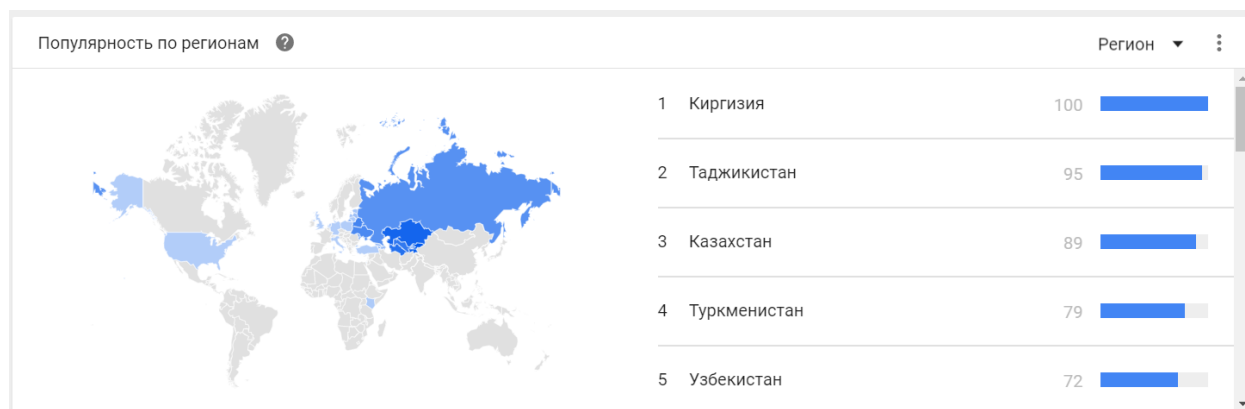 Популярность по регионам ?
Регион
1 Киргизия 100
2 Таджикистан 95
3 Казахстан 89
4 Туркменистан 79
5 Узбекистан 72